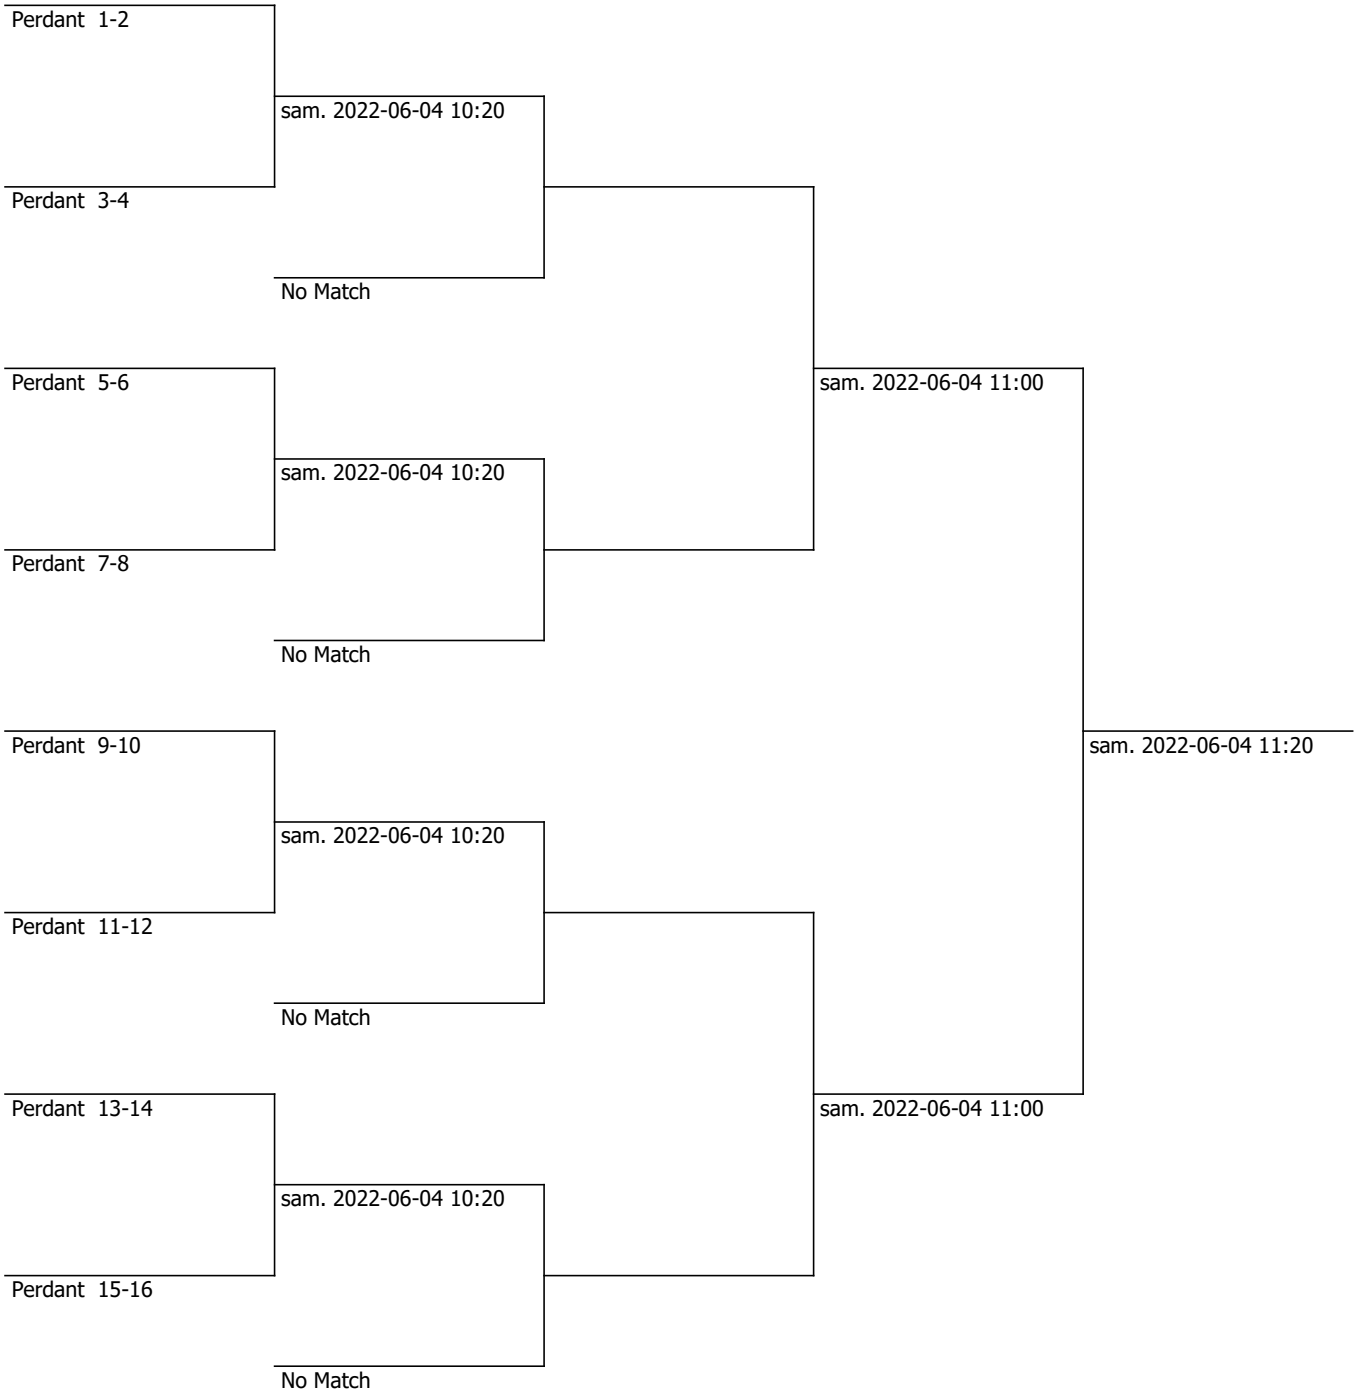 Perdant 1-2
sam. 2022-06-04 10:20
Perdant 3-4
No Match
Perdant 5-6
sam. 2022-06-04 11:00
sam. 2022-06-04 10:20
Perdant 7-8
No Match
Perdant 9-10
sam. 2022-06-04 11:20
sam. 2022-06-04 10:20
Perdant 11-12
No Match
Perdant 13-14
sam. 2022-06-04 11:00
sam. 2022-06-04 10:20
Perdant 15-16
No Match